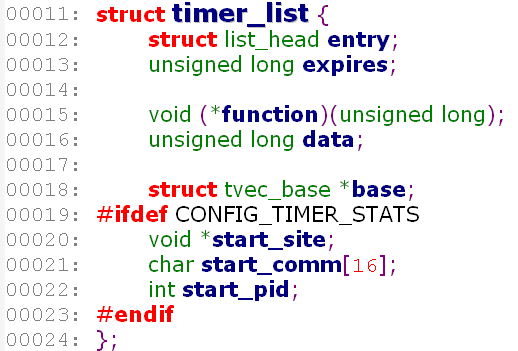 00011: struct timer_list {
00012:     struct list_head entry;
00013:     unsigned long expires;
00014:
00015:     void (*function)(unsigned long);
00016:     unsigned long data;
00017:
00018:     struct tvec_base *base;
00019: #ifdef CONFIG_TIMER_STATS
00020:     void *start_site;
00021:     char start_comm[16];
00022:     int start_pid;
00023: #endif
00024: };